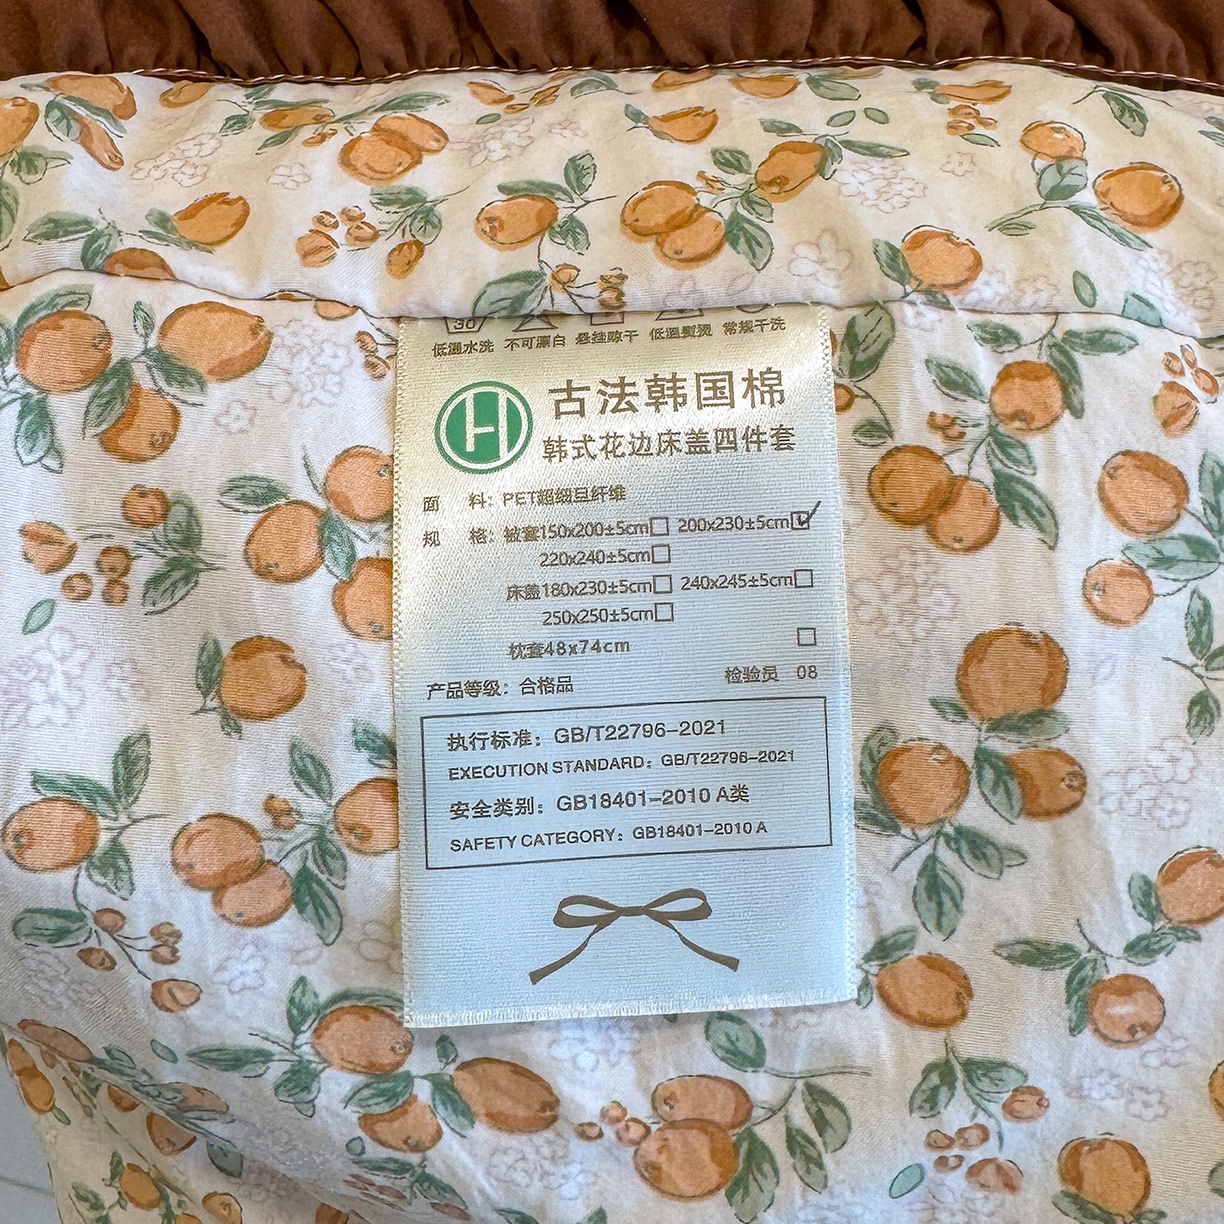 30
低温水洗 不可漂白 悬挂晾干 低温熨烫 常规干洗
H
古法韩国棉
韩式花边床盖四件套
面 料：PET超细旦纤维
规 格：被套150x200±5cm□ 200x230±5cm☑
220x240±5cm□
床盖180x230±5cm□ 240x245±5cm□
250x250±5cm□
枕套48x74cm □
产品等级：合格品 检验员 08
执行标准：GB/T22796-2021
EXECUTION STANDARD：GB/T22796-2021
安全类别：GB18401-2010 A类
SAFETY CATEGORY：GB18401-2010 A